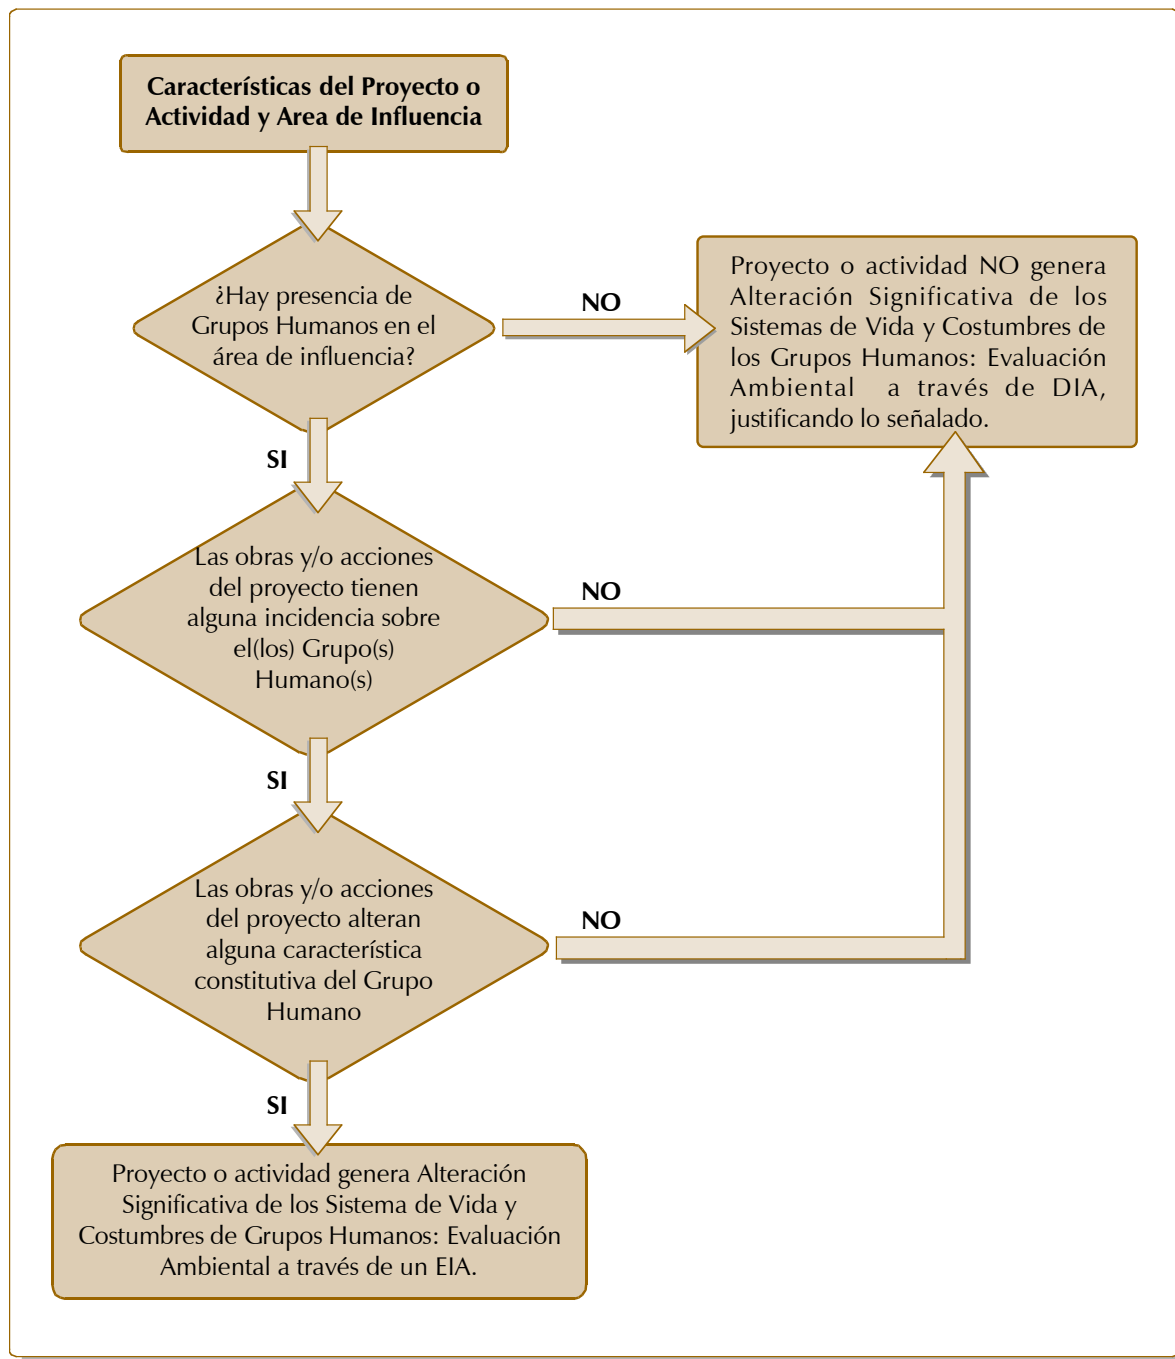 Características del Proyecto o
Actividad y Area de Influencia
¿Hay presencia de
Grupos Humanos en el
área de influencia?
NO
Proyecto o actividad NO genera
Alteración Significativa de los
Sistemas de Vida y Costumbres de
los Grupos Humanos: Evaluación
Ambiental a través de DIA,
justificando lo señalado.
SI
Las obras y/o acciones
del proyecto tienen
alguna incidencia sobre
el(los) Grupo(s)
Humano(s)
NO
SI
Las obras y/o acciones
del proyecto alteran
alguna característica
constitutiva del Grupo
Humano
NO
SI
Proyecto o actividad genera Alteración
Significativa de los Sistema de Vida y
Costumbres de Grupos Humanos: Evaluación
Ambiental a través de un EIA.